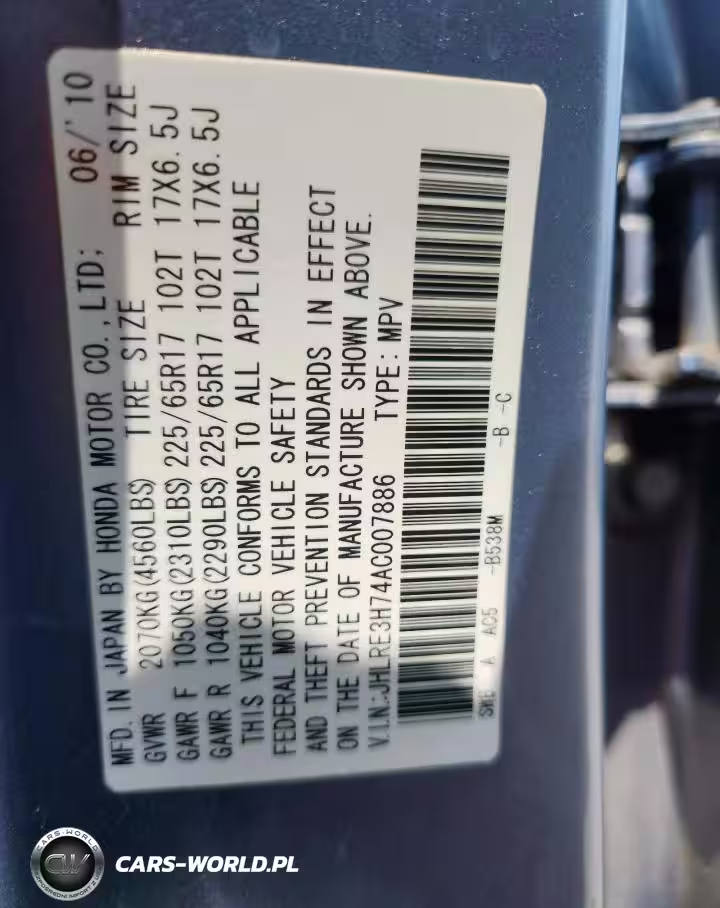 MFD. IN JAPAN BY HONDA MOTOR CO., LTD; 06/'10
GVWR 2070KG(4560LBS) TIRE SIZE RIM SIZE
GAWR F 1050KG(2310LBS) 225/65R17 102T 17X6.5J
GAWR R 1040KG(2290LBS) 225/65R17 102T 17X6.5J
THIS VEHICLE CONFORMS TO ALL APPLICABLE
FEDERAL MOTOR VEHICLE SAFETY
AND THEFT PREVENTION STANDARDS IN EFFECT
ON THE DATE OF MANUFACTURE SHOWN ABOVE.
V.I.N.:JHLRE3H74AC007886 TYPE: MPV
A AC5 -B538M -B -C
CARS-WORLD
CW
CARS-WORLD.PL